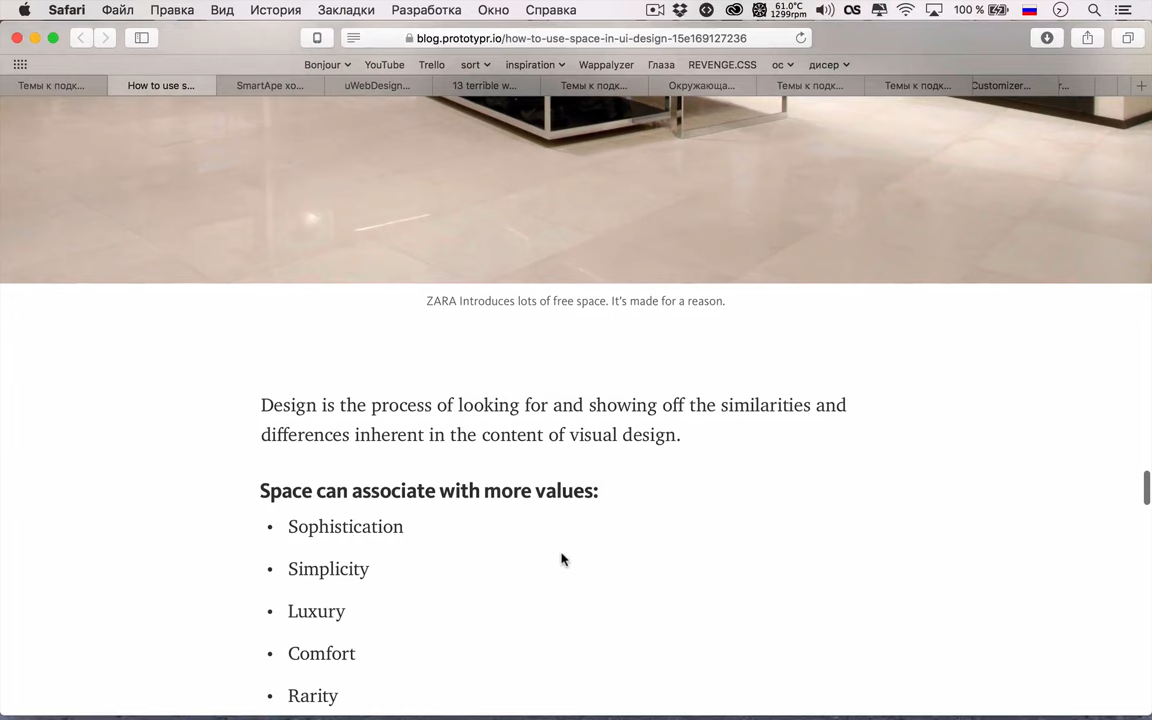 Safari Файл Правка Вид История Закладки Разработка Окно Справка 61.0°C 1299rpm 100 %
blog.prototypr.io/how-to-use-space-in-ui-design-15e169127236
Bonjour YouTube Trello sort inspiration Wappalyzer Глаза REVENGE.CSS ос дисер
Темы к подк... How to use s... SmartApe хо... uWebDesign... 13 terrible w... Темы к подк... Окружающа... Темы к подк... Темы к подк... Customizer...
ZARA Introduces lots of free space. It's made for a reason.
Design is the process of looking for and showing off the similarities and
differences inherent in the content of visual design.
Space can associate with more values:
• Sophistication
• Simplicity
• Luxury
• Comfort
• Rarity